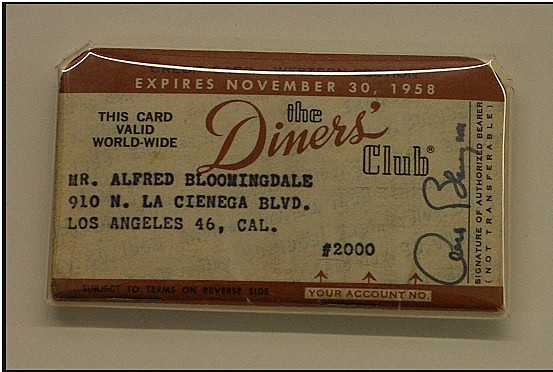 EXPIRES NOVEMBER 30, 1958
THIS CARD
VALID
WORLD-WIDE
the
Diners'
Club®
MR. ALFRED BLOOMINGDALE
910 N. LA CIENEGA BLVD.
LOS ANGELES 46, CAL.
#2000
SUBJECT TO TERMS ON REVERSE SIDE
YOUR ACCOUNT NO.
SIGNATURE OF AUTHORIZED BEARER
(NOT TRANSFERABLE)